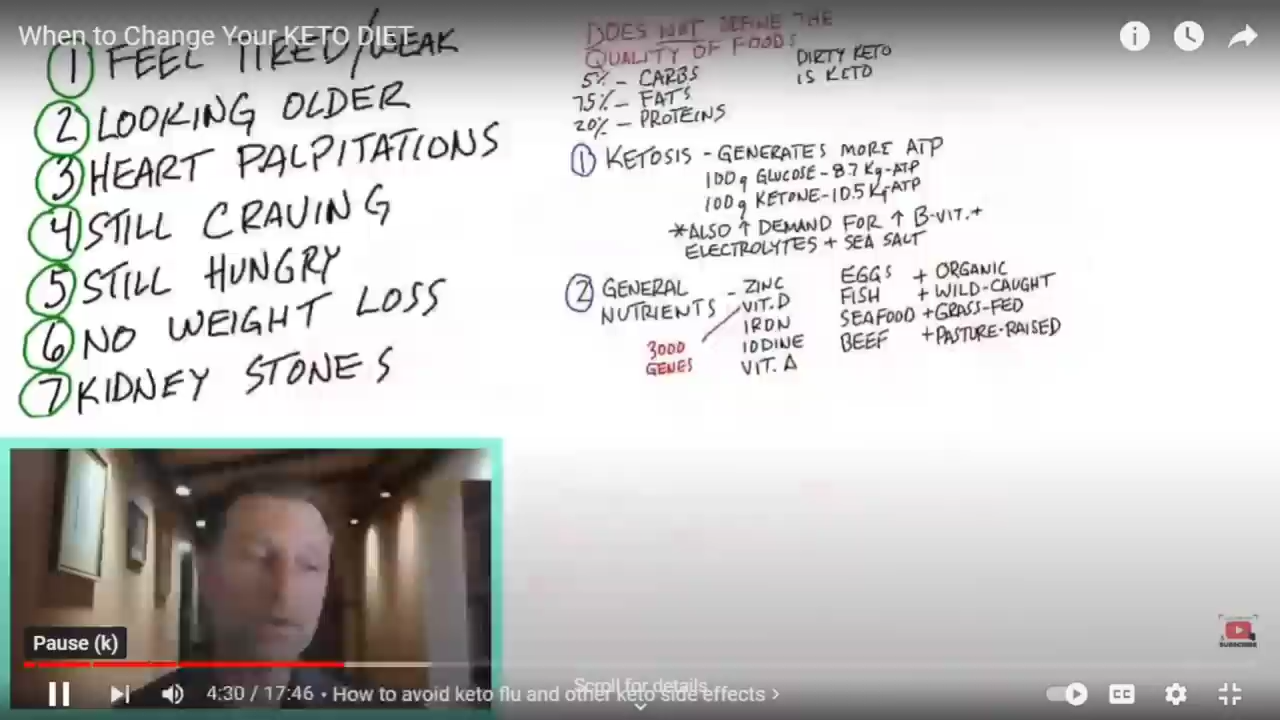 When to Change Your KETO DIET
1 FEEL TIRED/WEAK
2 LOOKING OLDER
3 HEART PALPITATIONS
4 STILL CRAVING
5 STILL HUNGRY
6 NO WEIGHT LOSS
7 KIDNEY STONES
DOES NOT DEFINE THE
QUALITY OF FOODS
5% - CARBS
75% - FATS
20% - PROTEINS
DIRTY KETO
IS KETO
1 KETOSIS - GENERATES MORE ATP
100g GLUCOSE - 8.7 Kg-ATP
100g KETONE - 10.5 Kg-ATP
*ALSO ↑ DEMAND FOR ↑ B-VIT. +
ELECTROLYTES + SEA SALT
2 GENERAL
NUTRIENTS
- ZINC
VIT. D
IRON
IODINE
VIT. A
3000
GENES
EGGS
FISH
SEAFOOD
BEEF
+ ORGANIC
+ WILD-CAUGHT
+ GRASS-FED
+ PASTURE-RAISED
Pause (k)
SUBSCRIBE
Scroll for details
4:30 / 17:46 • How to avoid keto flu and other keto side effects >
CC